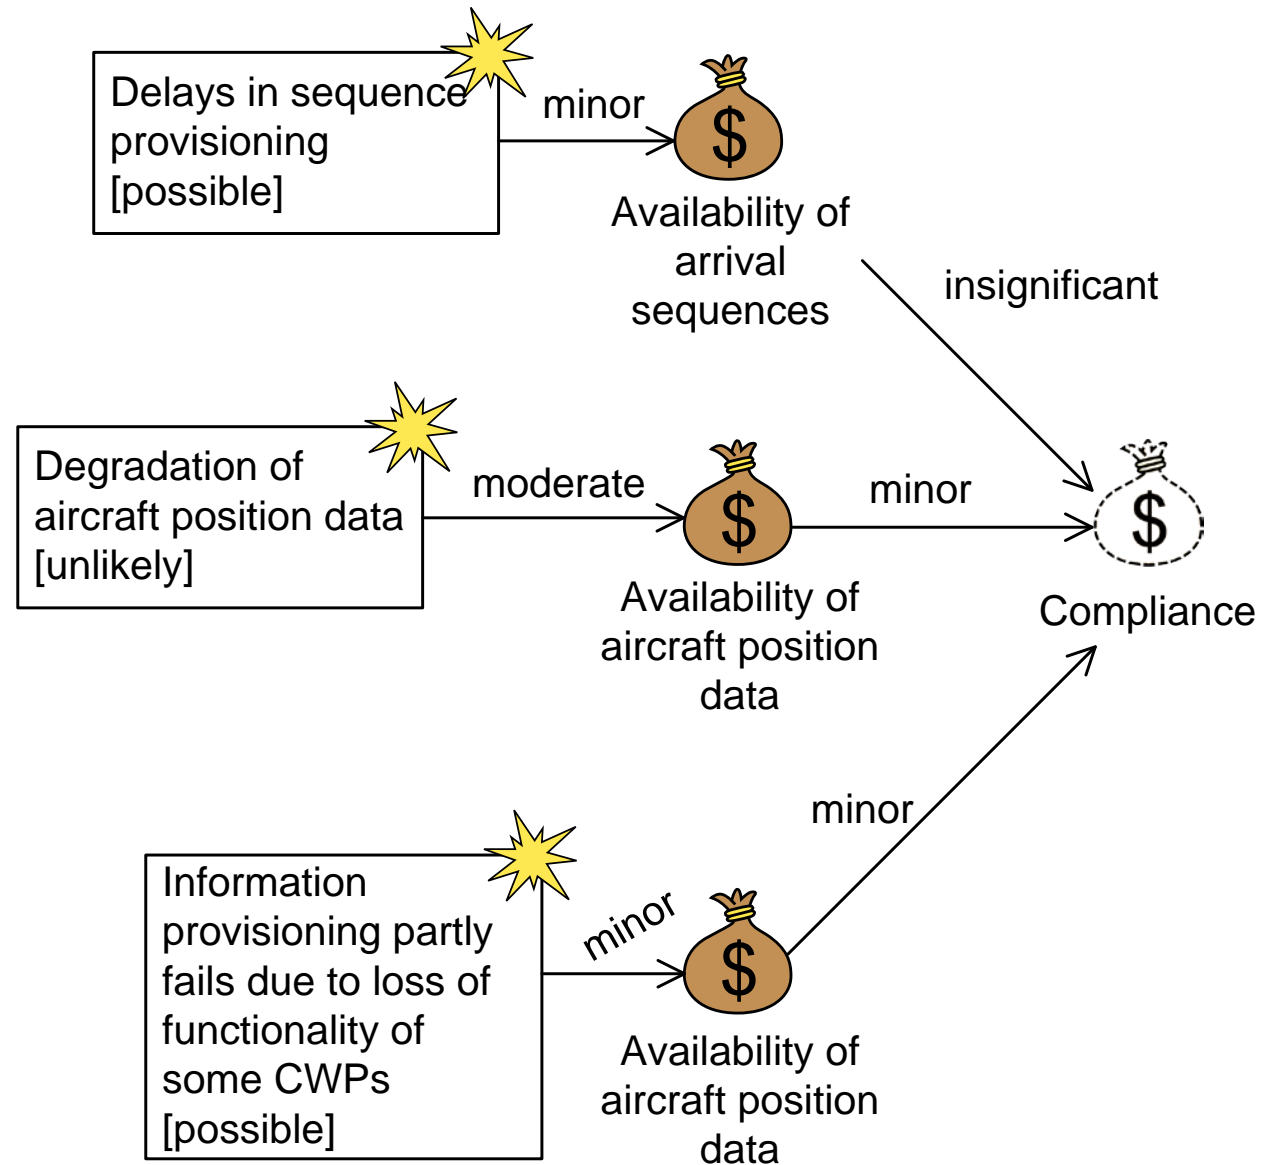 Delays in sequence
provisioning
[possible]
minor
$
Availability of
arrival
sequences
insignificant
Degradation of
aircraft position data
[unlikely]
moderate
$
Availability of
aircraft position
data
minor
$
Compliance
Information
provisioning partly
fails due to loss of
functionality of
some CWPs
[possible]
minor
$
Availability of
aircraft position
data
minor